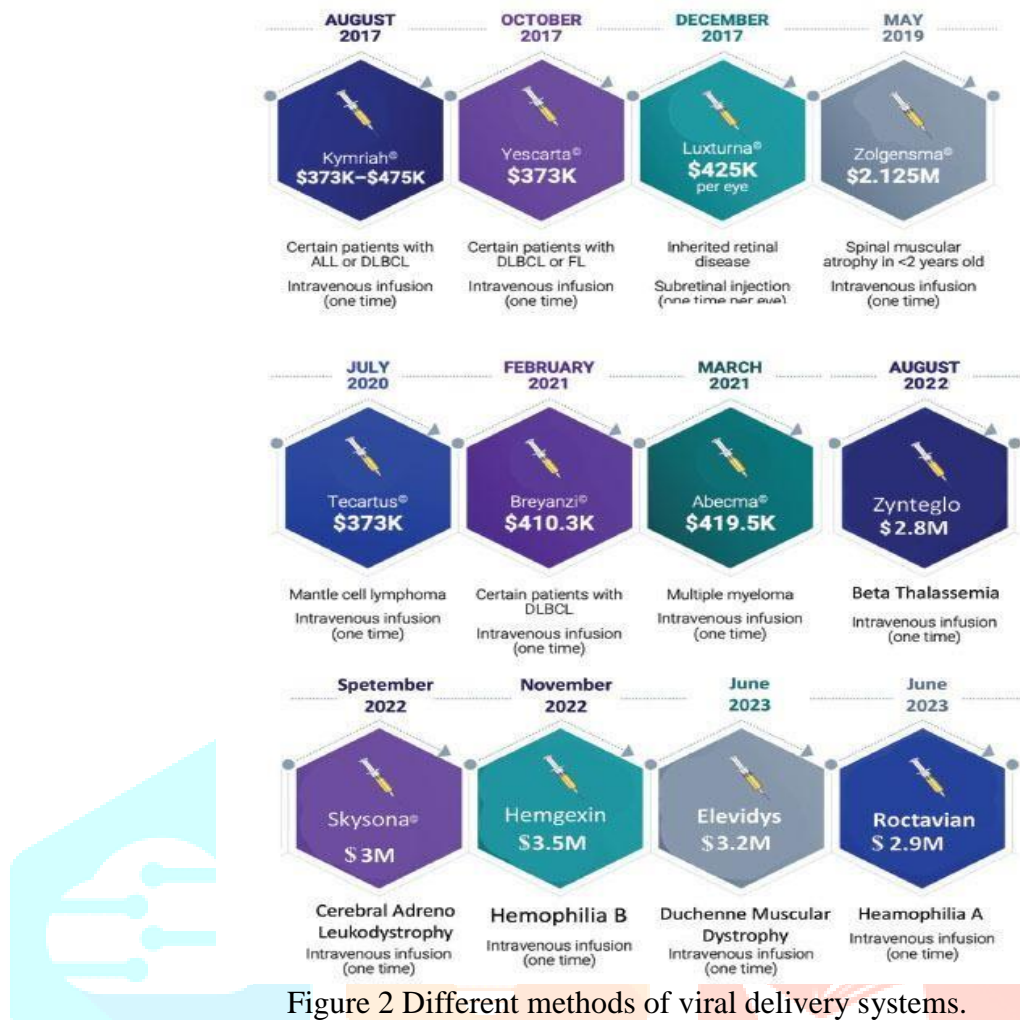 AUGUST
2017
OCTOBER
2017
DECEMBER
2017
MAY
2019
Kymriah©
$373K–$475K
Yescarta©
$373K
Luxturna©
$425K
per eye
Zolgensma©
$2.125M
Certain patients with
ALL or DLBCL
Intravenous infusion
(one time)
Certain patients with
DLBCL or FL
Intravenous infusion
(one time)
Inherited retinal
disease
Subretinal injection
(one time per eye)
Spinal muscular
atrophy in <2 years old
Intravenous infusion
(one time)
JULY
2020
FEBRUARY
2021
MARCH
2021
AUGUST
2022
Tecartus©
$373K
Breyanzi©
$410.3K
Abecma©
$419.5K
Zynteglo
$2.8M
Mantle cell lymphoma
Intravenous infusion
(one time)
Certain patients with
DLBCL
Intravenous infusion
(one time)
Multiple myeloma
Intravenous infusion
(one time)
Beta Thalassemia
Intravenous infusion
(one time)
Spetember
2022
November
2022
June
2023
June
2023
Skysona©
$3M
Hemgexin
$3.5M
Elevidys
$3.2M
Roctavian
$ 2.9M
Cerebral Adreno
Leukodystrophy
Intravenous infusion
(one time)
Hemophilia B
Intravenous infusion
(one time)
Duchenne Muscular
Dystrophy
Intravenous infusion
(one time)
Heamophilia A
Intravenous infusion
(one time)
Figure 2 Different methods of viral delivery systems.